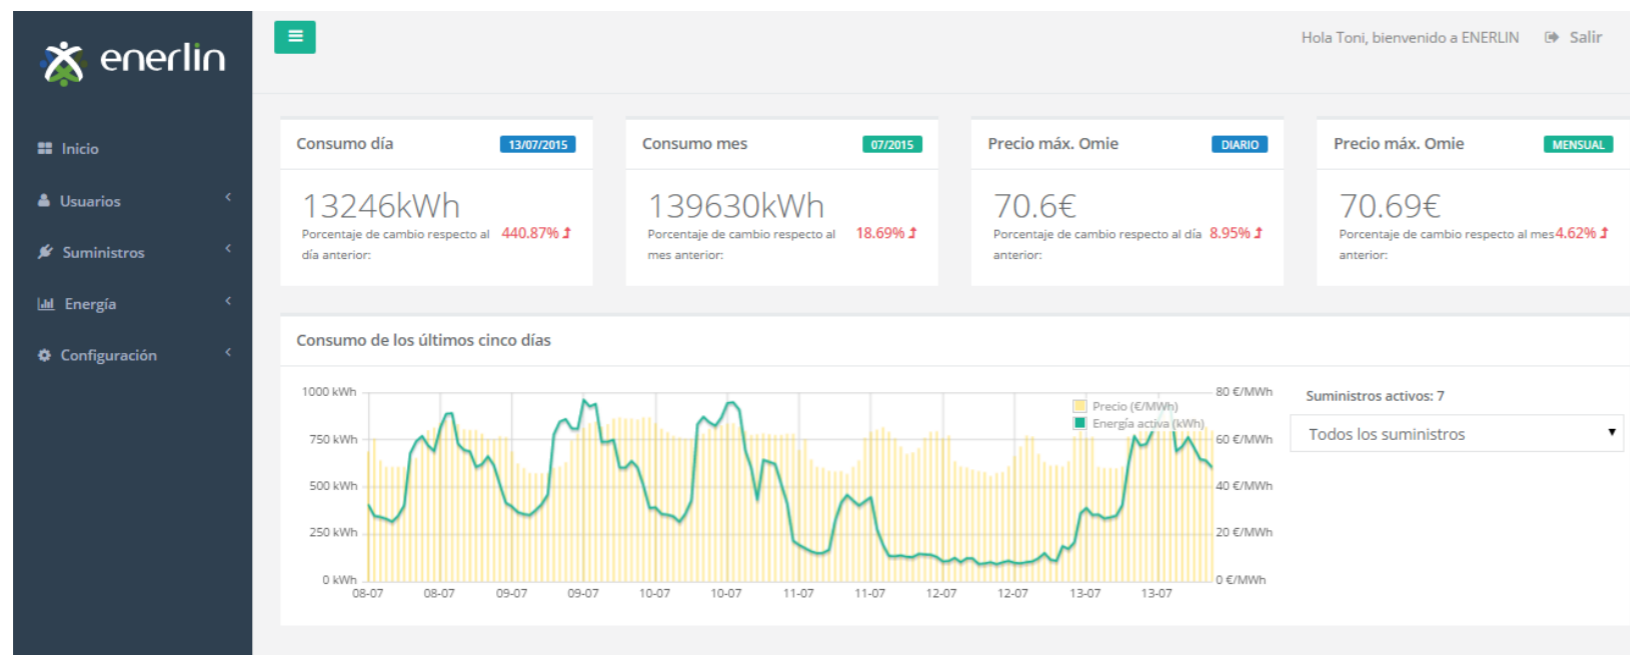 enerlin
Hola Toni, bienvenido a ENERLIN
Salir
Inicio
Usuarios
Suministros
Energía
Configuración
Consumo día
13/07/2015
13246kWh
Porcentaje de cambio respecto al
día anterior:
440.87%
Consumo mes
07/2015
139630kWh
Porcentaje de cambio respecto al
mes anterior:
18.69%
Precio máx. Omie
DIARIO
70.6€
Porcentaje de cambio respecto al día
anterior:
8.95%
Precio máx. Omie
MENSUAL
70.69€
Porcentaje de cambio respecto al mes
anterior:
4.62%
Consumo de los últimos cinco días
1000 kWh
750 kWh
500 kWh
250 kWh
0 kWh
Precio (€/MWh)
Energía activa (kWh)
80 €/MWh
60 €/MWh
40 €/MWh
20 €/MWh
0 €/MWh
08-07 08-07 09-07 09-07 10-07 10-07 11-07 11-07 12-07 12-07 13-07 13-07
Suministros activos: 7
Todos los suministros